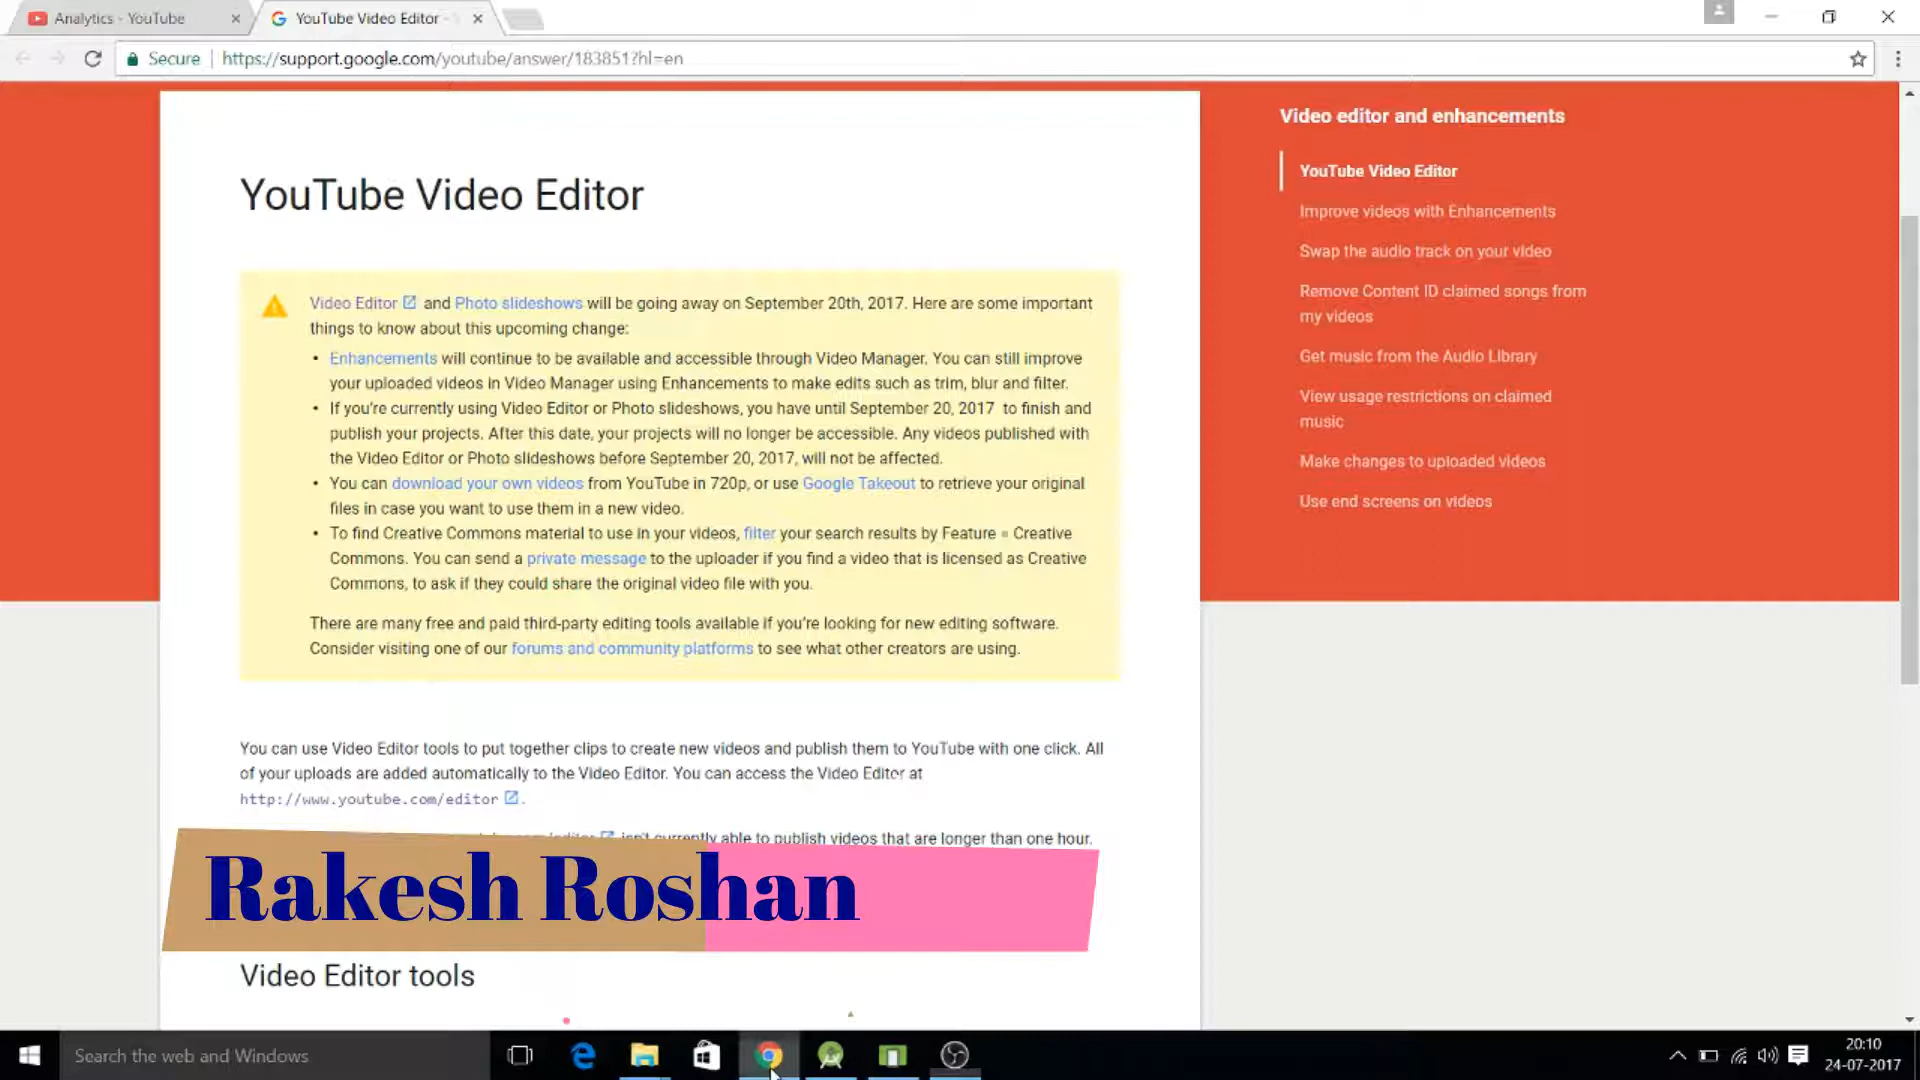 Analytics - YouTube
YouTube Video Editor -
Secure
https://support.google.com/youtube/answer/183851?hl=en
YouTube Video Editor
Video Editor and Photo slideshows will be going away on September 20th, 2017. Here are some important
things to know about this upcoming change:
• Enhancements will continue to be available and accessible through Video Manager. You can still improve
your uploaded videos in Video Manager using Enhancements to make edits such as trim, blur and filter.
• If you're currently using Video Editor or Photo slideshows, you have until September 20, 2017 to finish and
publish your projects. After this date, your projects will no longer be accessible. Any videos published with
the Video Editor or Photo slideshows before September 20, 2017, will not be affected.
• You can download your own videos from YouTube in 720p, or use Google Takeout to retrieve your original
files in case you want to use them in a new video.
• To find Creative Commons material to use in your videos, filter your search results by Feature = Creative
Commons. You can send a private message to the uploader if you find a video that is licensed as Creative
Commons, to ask if they could share the original video file with you.
There are many free and paid third-party editing tools available if you're looking for new editing software.
Consider visiting one of our forums and community platforms to see what other creators are using.
You can use Video Editor tools to put together clips to create new videos and publish them to YouTube with one click. All
of your uploads are added automatically to the Video Editor. You can access the Video Editor at
http://www.youtube.com/editor .
isn't currently able to publish videos that are longer than one hour.
Rakesh Roshan
Video Editor tools
Video editor and enhancements
YouTube Video Editor
Improve videos with Enhancements
Swap the audio track on your video
Remove Content ID claimed songs from
my videos
Get music from the Audio Library
View usage restrictions on claimed
music
Make changes to uploaded videos
Use end screens on videos
Search the web and Windows
20:10
24-07-2017